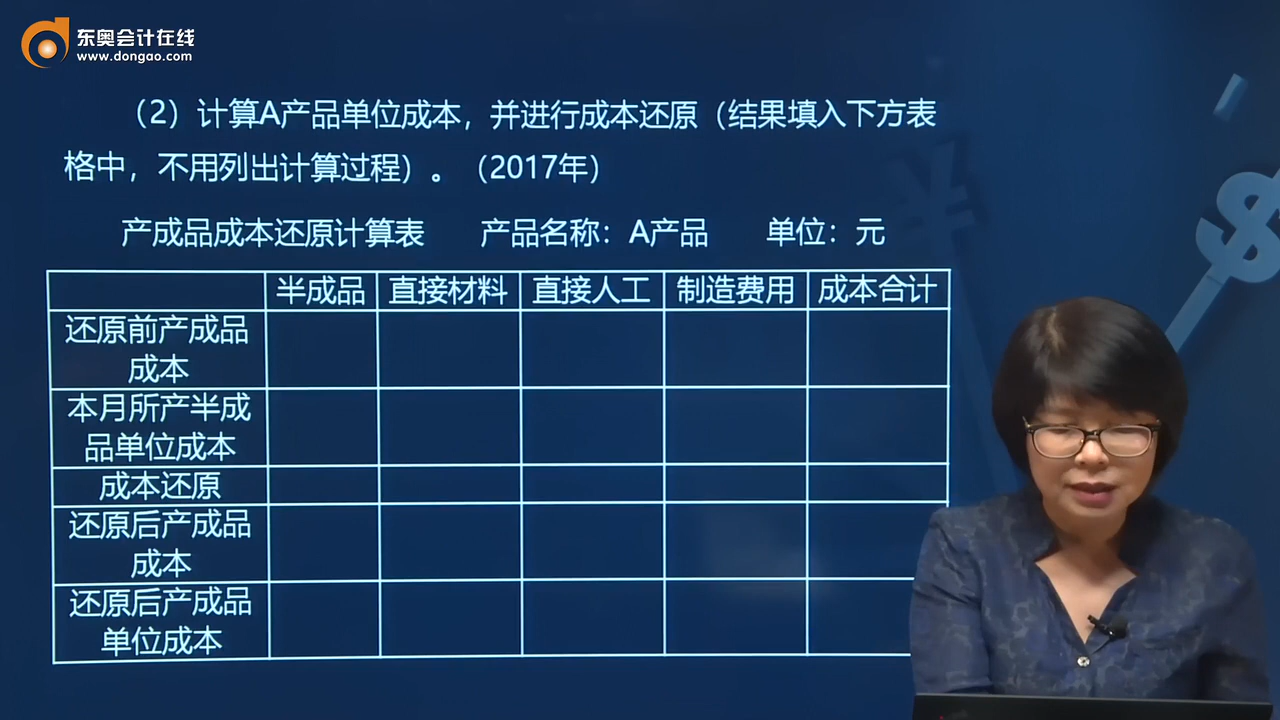 东奥会计在线
www.dongao.com
（2）计算A产品单位成本，并进行成本还原（结果填入下方表
格中，不用列出计算过程）。（2017年）
产成品成本还原计算表 产品名称：A产品 单位：元
半成品 直接材料 直接人工 制造费用 成本合计
还原前产成品
成本
本月所产半成
品单位成本
成本还原
还原后产成品
成本
还原后产成品
单位成本